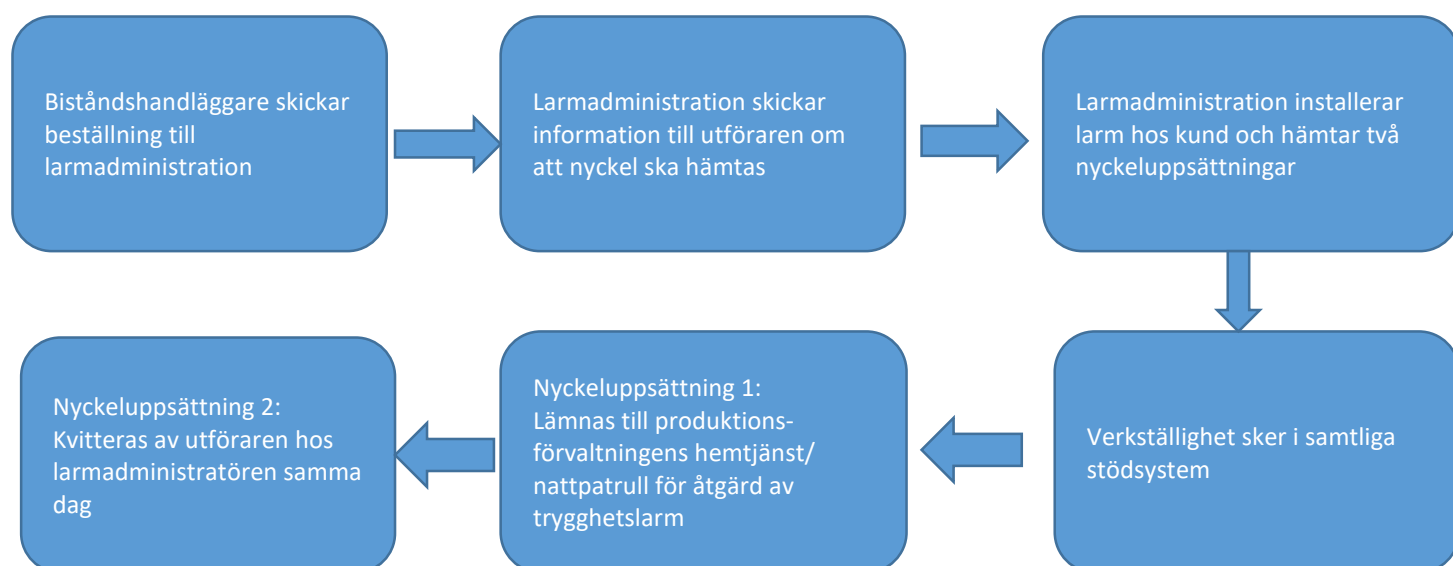 Biståndshandläggare skickar
beställning till
larmadministration
Larmadministration skickar
information till utföraren om
att nyckel ska hämtas
Larmadministration installerar
larm hos kund och hämtar två
nyckeluppsättningar
Verkställighet sker i samtliga
stödsystem
Nyckeluppsättning 1:
Lämnas till produktions-
förvaltningens hemtjänst/
nattpatrull för åtgärd av
trygghetslarm
Nyckeluppsättning 2:
Kvitteras av utföraren hos
larmadministratören samma
dag